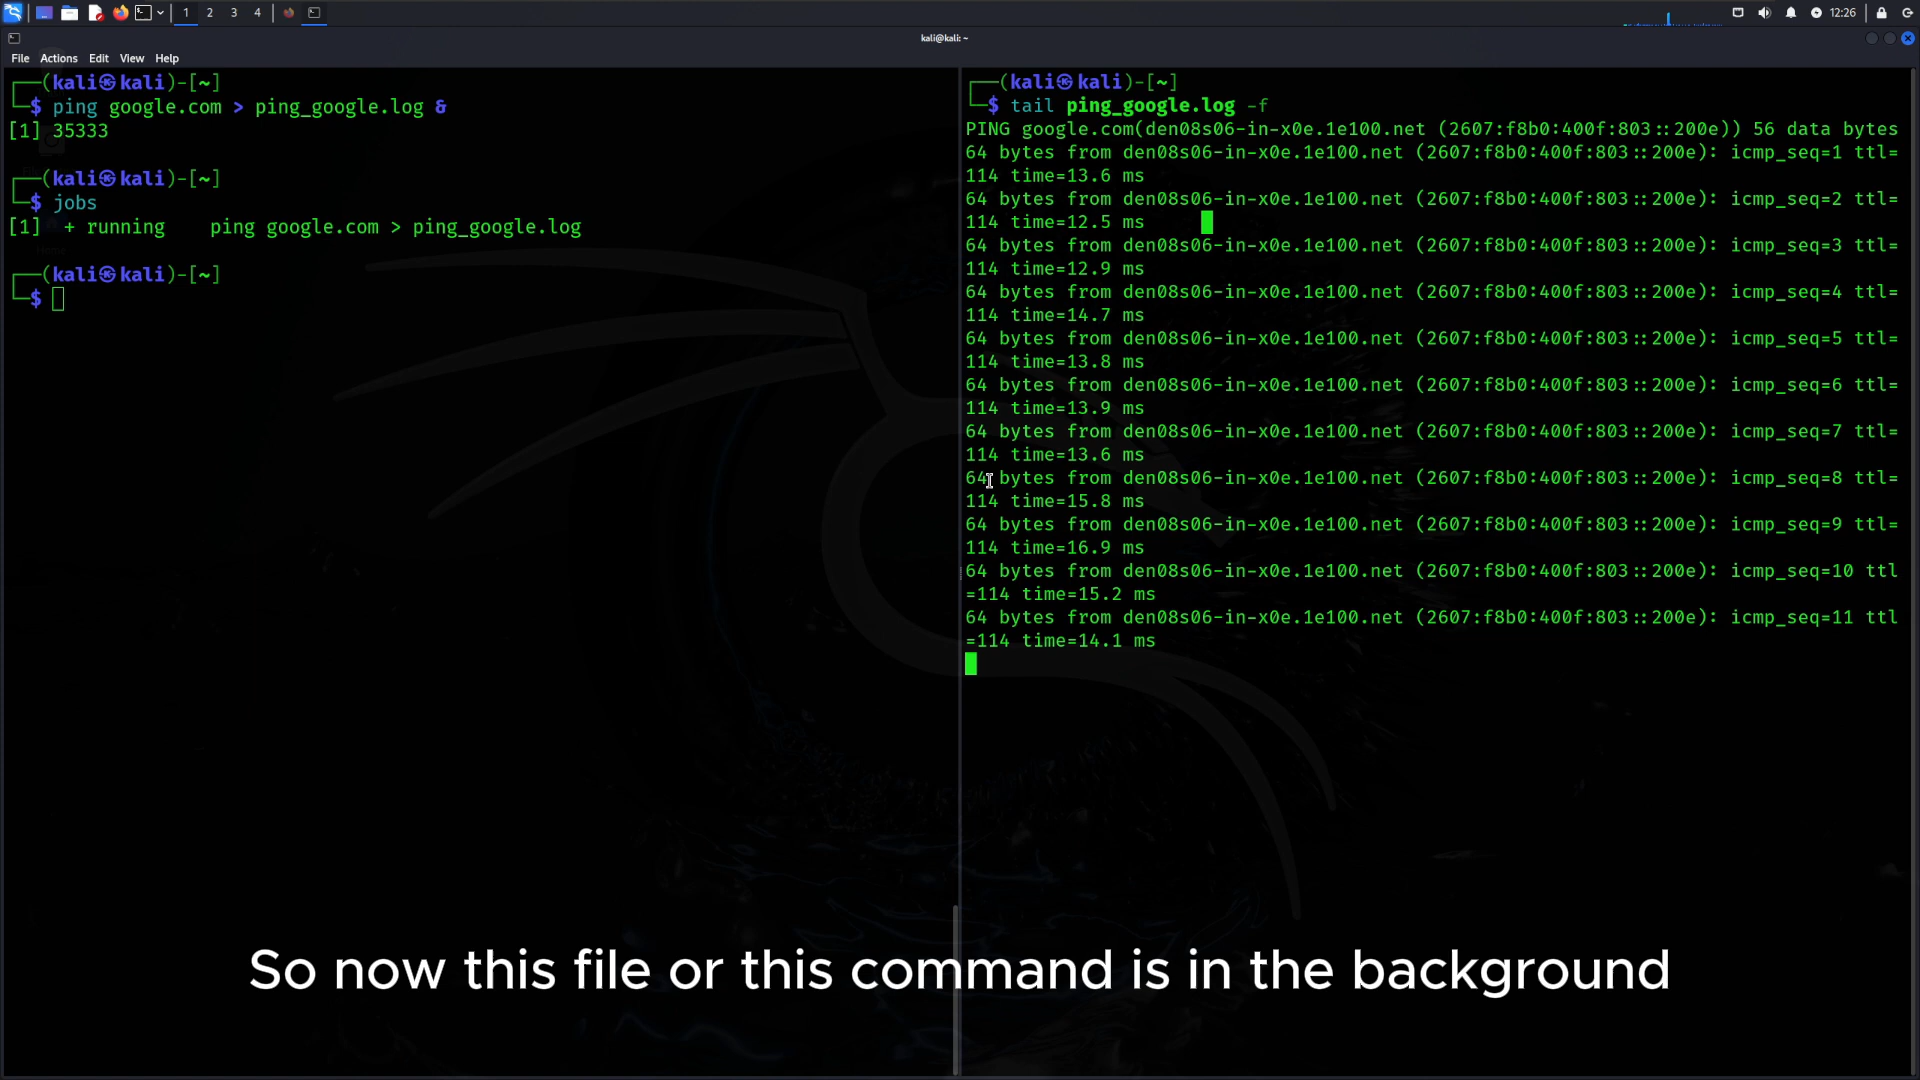 1 2 3 4
12:26
kali@kali: ~
File Actions Edit View Help
┌──(kali㉿kali)-[~]
└─$ ping google.com > ping_google.log &
[1] 35333
┌──(kali㉿kali)-[~]
└─$ jobs
[1]  + running    ping google.com > ping_google.log
┌──(kali㉿kali)-[~]
└─$
┌──(kali㉿kali)-[~]
└─$ tail ping_google.log -f
PING google.com(den08s06-in-x0e.1e100.net (2607:f8b0:400f:803::200e)) 56 data bytes
64 bytes from den08s06-in-x0e.1e100.net (2607:f8b0:400f:803::200e): icmp_seq=1 ttl=
114 time=13.6 ms
64 bytes from den08s06-in-x0e.1e100.net (2607:f8b0:400f:803::200e): icmp_seq=2 ttl=
114 time=12.5 ms
64 bytes from den08s06-in-x0e.1e100.net (2607:f8b0:400f:803::200e): icmp_seq=3 ttl=
114 time=12.9 ms
64 bytes from den08s06-in-x0e.1e100.net (2607:f8b0:400f:803::200e): icmp_seq=4 ttl=
114 time=14.7 ms
64 bytes from den08s06-in-x0e.1e100.net (2607:f8b0:400f:803::200e): icmp_seq=5 ttl=
114 time=13.8 ms
64 bytes from den08s06-in-x0e.1e100.net (2607:f8b0:400f:803::200e): icmp_seq=6 ttl=
114 time=13.9 ms
64 bytes from den08s06-in-x0e.1e100.net (2607:f8b0:400f:803::200e): icmp_seq=7 ttl=
114 time=13.6 ms
64 bytes from den08s06-in-x0e.1e100.net (2607:f8b0:400f:803::200e): icmp_seq=8 ttl=
114 time=15.8 ms
64 bytes from den08s06-in-x0e.1e100.net (2607:f8b0:400f:803::200e): icmp_seq=9 ttl=
114 time=16.9 ms
64 bytes from den08s06-in-x0e.1e100.net (2607:f8b0:400f:803::200e): icmp_seq=10 ttl
=114 time=15.2 ms
64 bytes from den08s06-in-x0e.1e100.net (2607:f8b0:400f:803::200e): icmp_seq=11 ttl
=114 time=14.1 ms
So now this file or this command is in the background